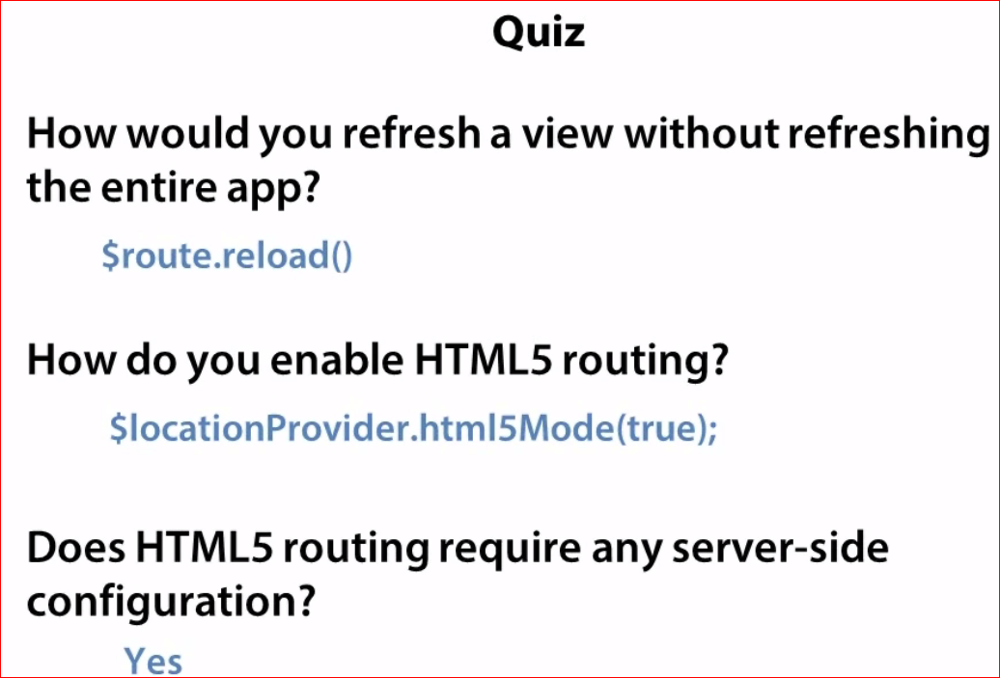 Quiz
How would you refresh a view without refreshing
the entire app?
$route.reload()
How do you enable HTML5 routing?
$locationProvider.html5Mode(true);
Does HTML5 routing require any server-side
configuration?
Yes